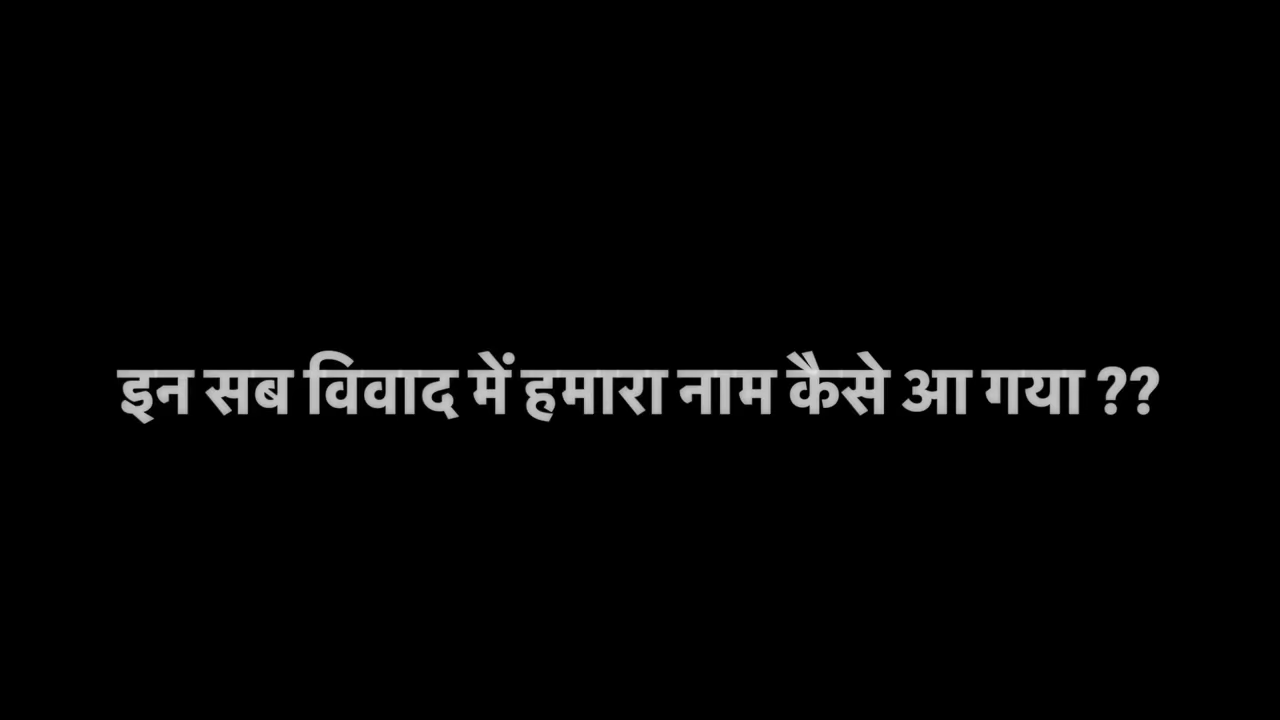 इन सब विवाद में हमारा नाम कैसे आ गया ??